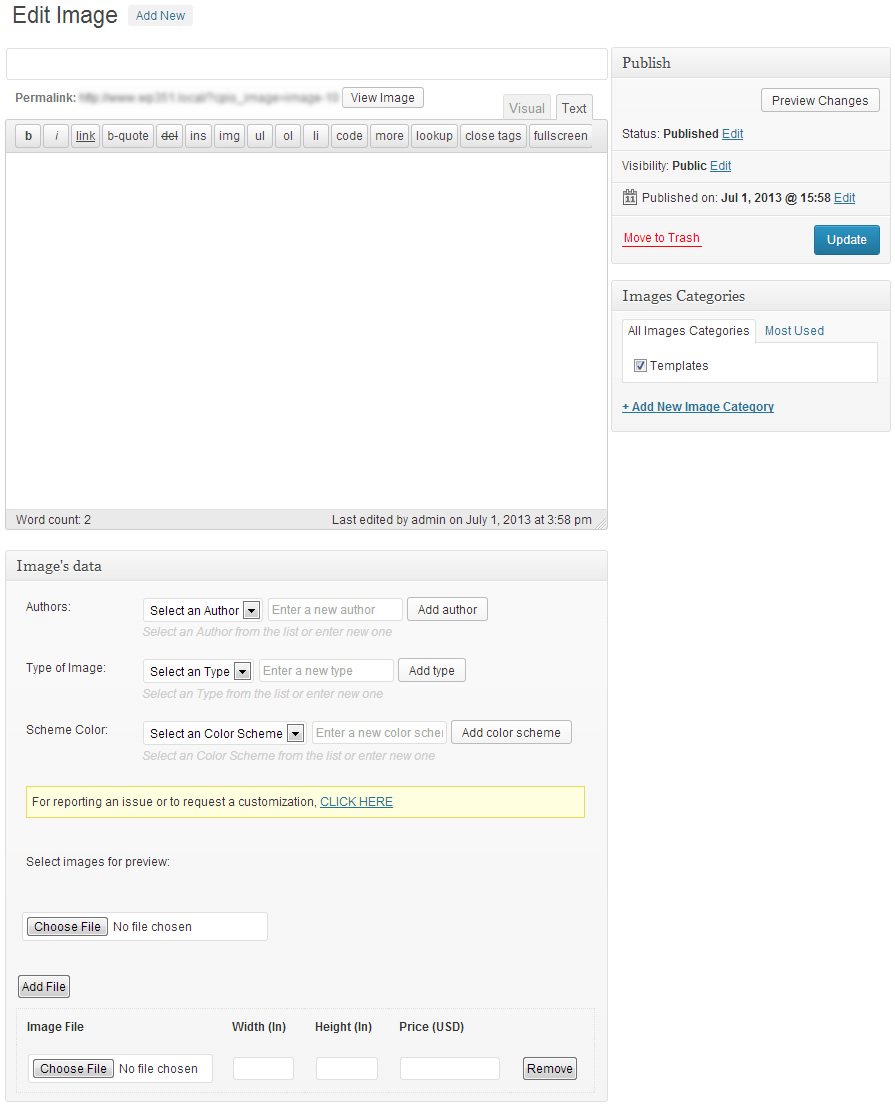 Edit Image Add New
Permalink: View Image
Visual Text
b i link b-quote del ins img ul ol li code more lookup close tags fullscreen
Word count: 2 Last edited by admin on July 1, 2013 at 3:58 pm
Publish
Preview Changes
Status: Published Edit
Visibility: Public Edit
11 Published on: Jul 1, 2013 @ 15:58 Edit
Move to Trash Update
Images Categories
All Images Categories Most Used
Templates
+ Add New Image Category
Image's data
Authors: Select an Author Enter a new author Add author
Select an Author from the list or enter new one
Type of Image: Select an Type Enter a new type Add type
Select an Type from the list or enter new one
Scheme Color: Select an Color Scheme Enter a new color scher Add color scheme
Select an Color Scheme from the list or enter new one
For reporting an issue or to request a customization, CLICK HERE
Select images for preview:
Choose File No file chosen
Add File
Image File Width (In) Height (In) Price (USD)
Choose File No file chosen Remove